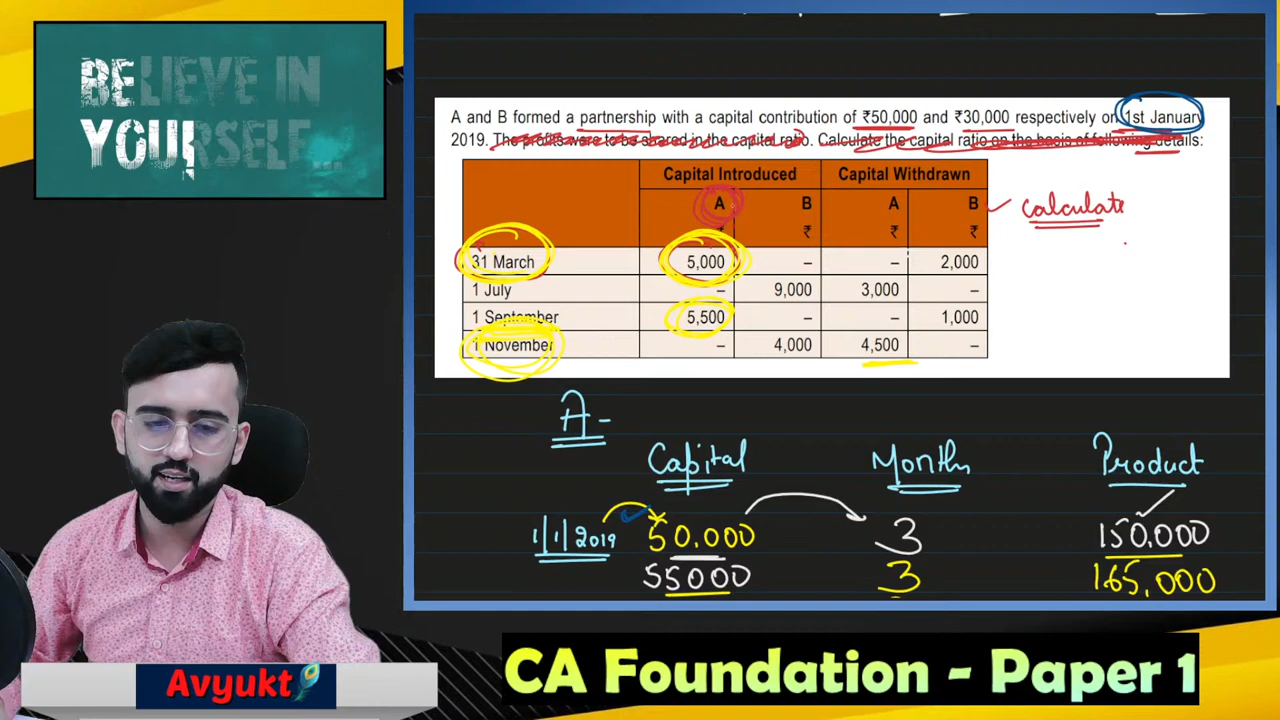 BELIEVE IN
YOURSELF...
A and B formed a partnership with a capital contribution of ₹50,000 and ₹30,000 respectively on 1st January
2019. The profits were to be shared in the capital ratio. Calculate the capital ratio on the basis of following details:
Capital Introduced Capital Withdrawn
A B A B
₹ ₹ ₹ ₹
31 March 5,000 – – 2,000
1 July – 9,000 3,000 –
1 September 5,500 – – 1,000
1 November – 4,000 4,500 –
calculate
A -
Capital Months Product
1/1/2019 50,000 3 150,000
55000 3 165,000
Avyukt
CA Foundation - Paper 1